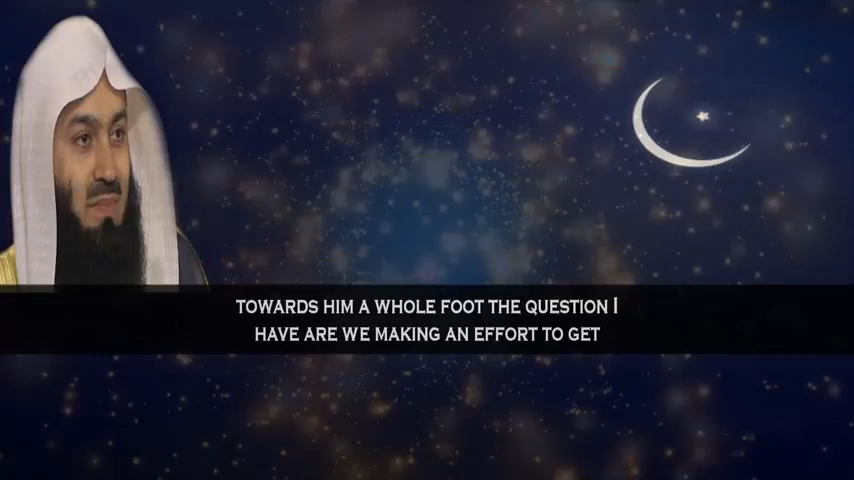 TOWARDS HIM A WHOLE FOOT THE QUESTION I
HAVE ARE WE MAKING AN EFFORT TO GET